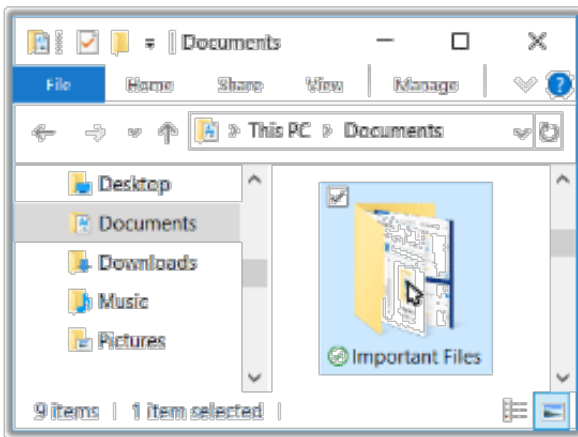 Documents
File Home Share View Manage ?
» This PC » Documents
Desktop
Documents
Downloads
Music
Pictures
Important Files
9 items | 1 item selected |